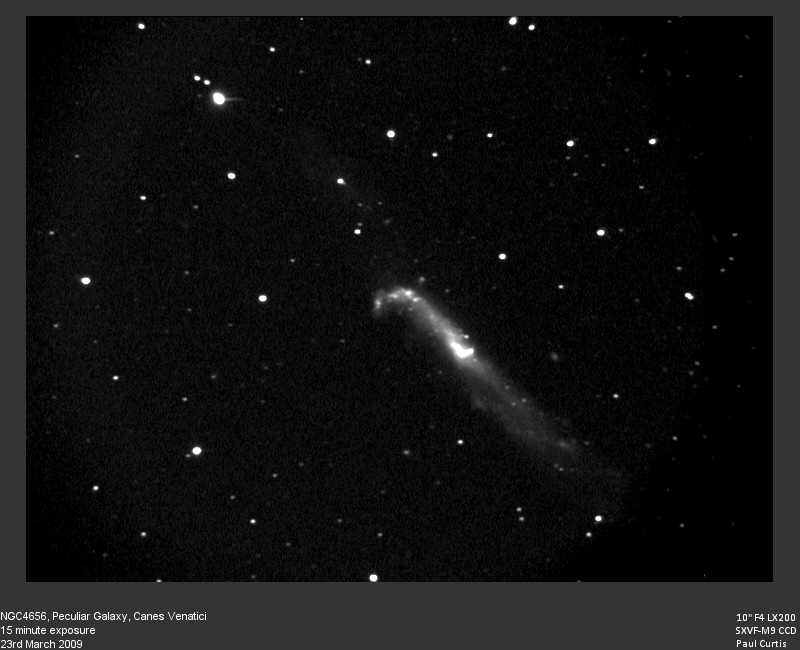 NGC4656, Peculiar Galaxy, Canes Venatici
15 minute exposure
23rd March 2009
10" F4 LX200
SXVF-M9 CCD
Paul Curtis